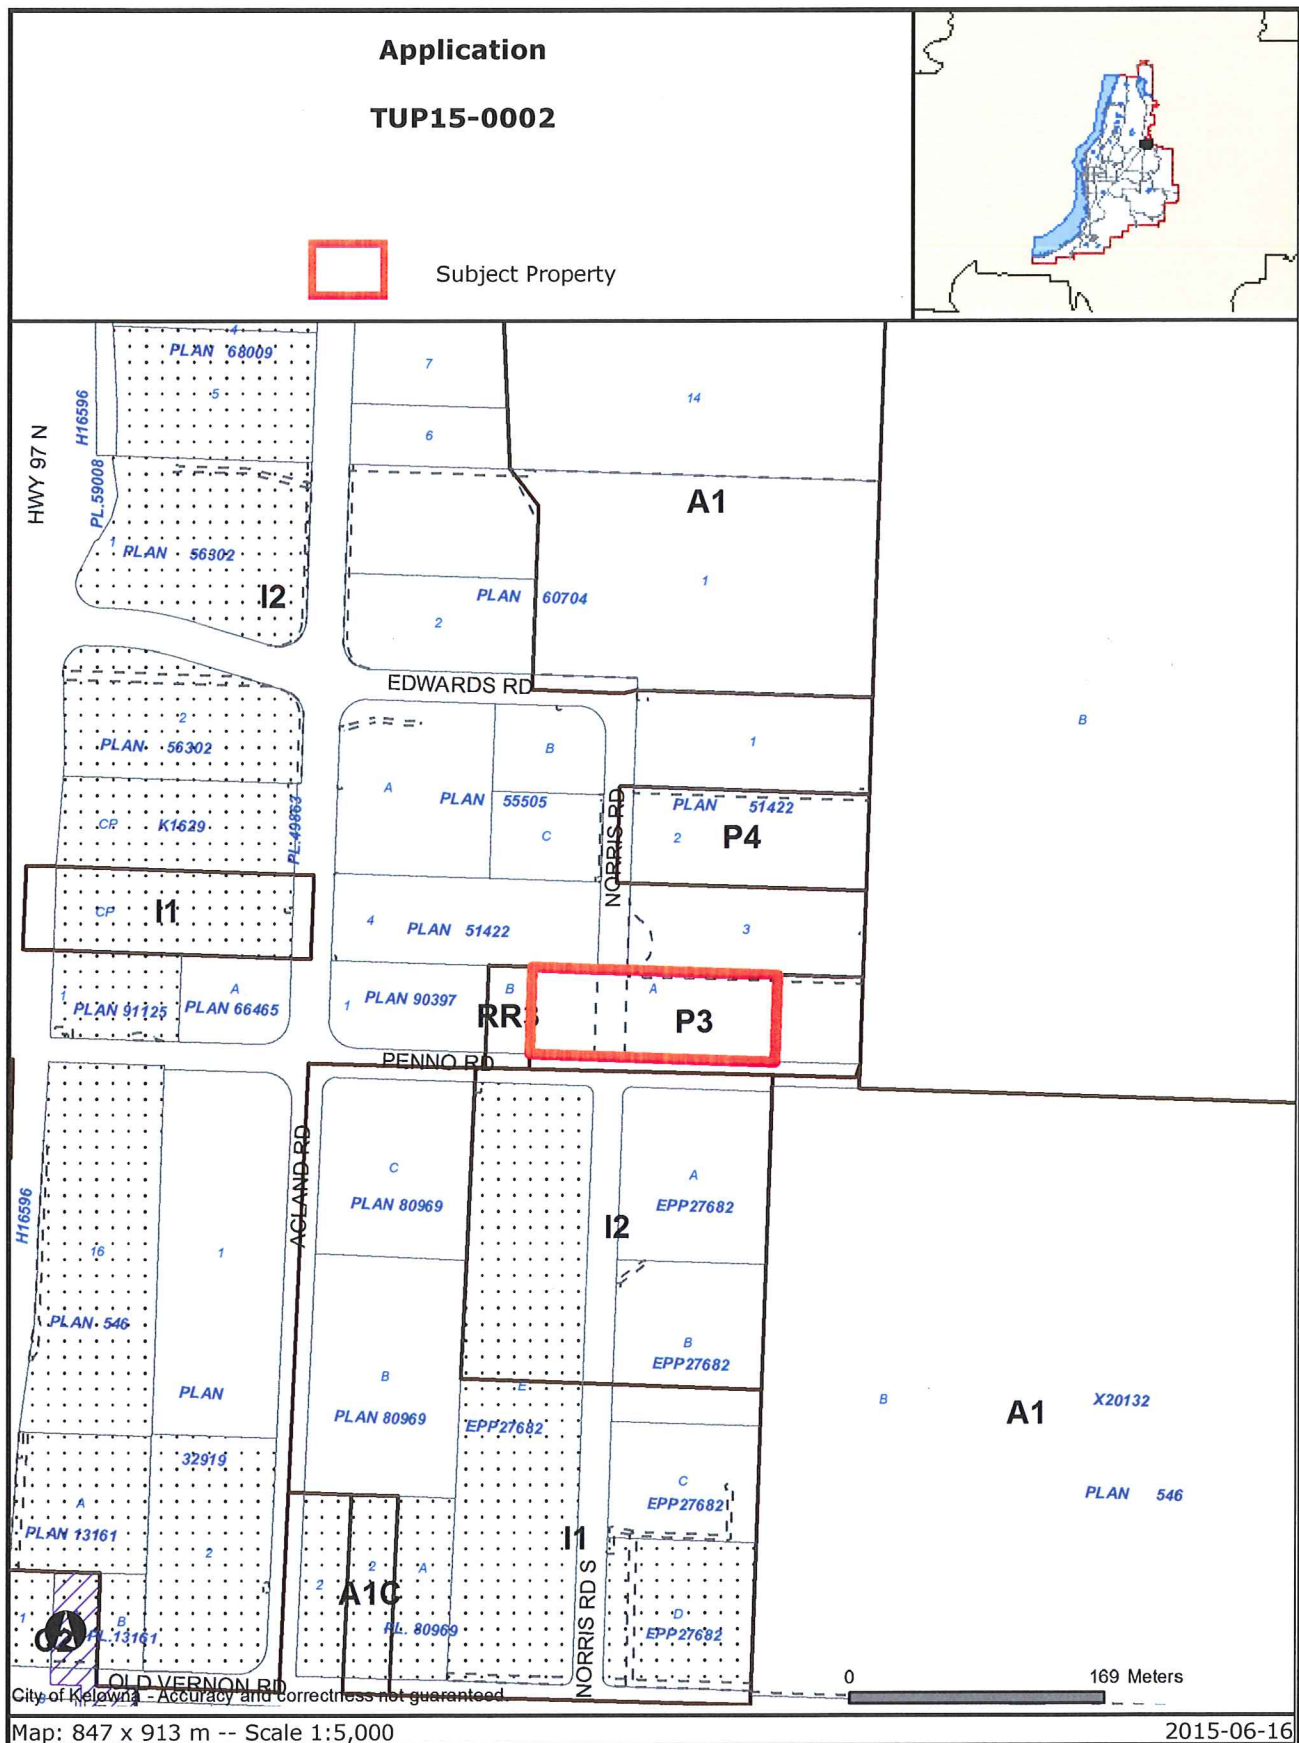 Application
TUP15-0002
Subject Property
4
PLAN 68009
5
7
6
14
HWY 97 N
H16596
PL.59008
A1
1
PLAN 56302
I2
1
PLAN 60704
2
EDWARDS RD
B
2
PLAN 56302
A
PLAN 55505
B
C
1
NORRIS RD
PLAN 51422
2
P4
CP
K1629
PL.49863
CP
I1
4
PLAN 51422
3
1
PLAN 91125
A
PLAN 66465
1
PLAN 90397
B
A
P3
PENNO RD
ACLAND RD
H16596
C
PLAN 80969
A
EPP27682
I2
16
1
PLAN 546
B
EPP27682
PLAN
32919
B
PLAN 80969
E
EPP27682
B
A1
X20132
PLAN 546
C
EPP27682
A
PLAN 13161
2
I1
2
2
A
A1C
PL. 80969
NORRIS RD S
D
EPP27682
1
B
PL.13161
OLD VERNON RD
City of Kelowna - Accuracy and correctness not guaranteed.
0 169 Meters
Map: 847 x 913 m -- Scale 1:5,000
2015-06-16